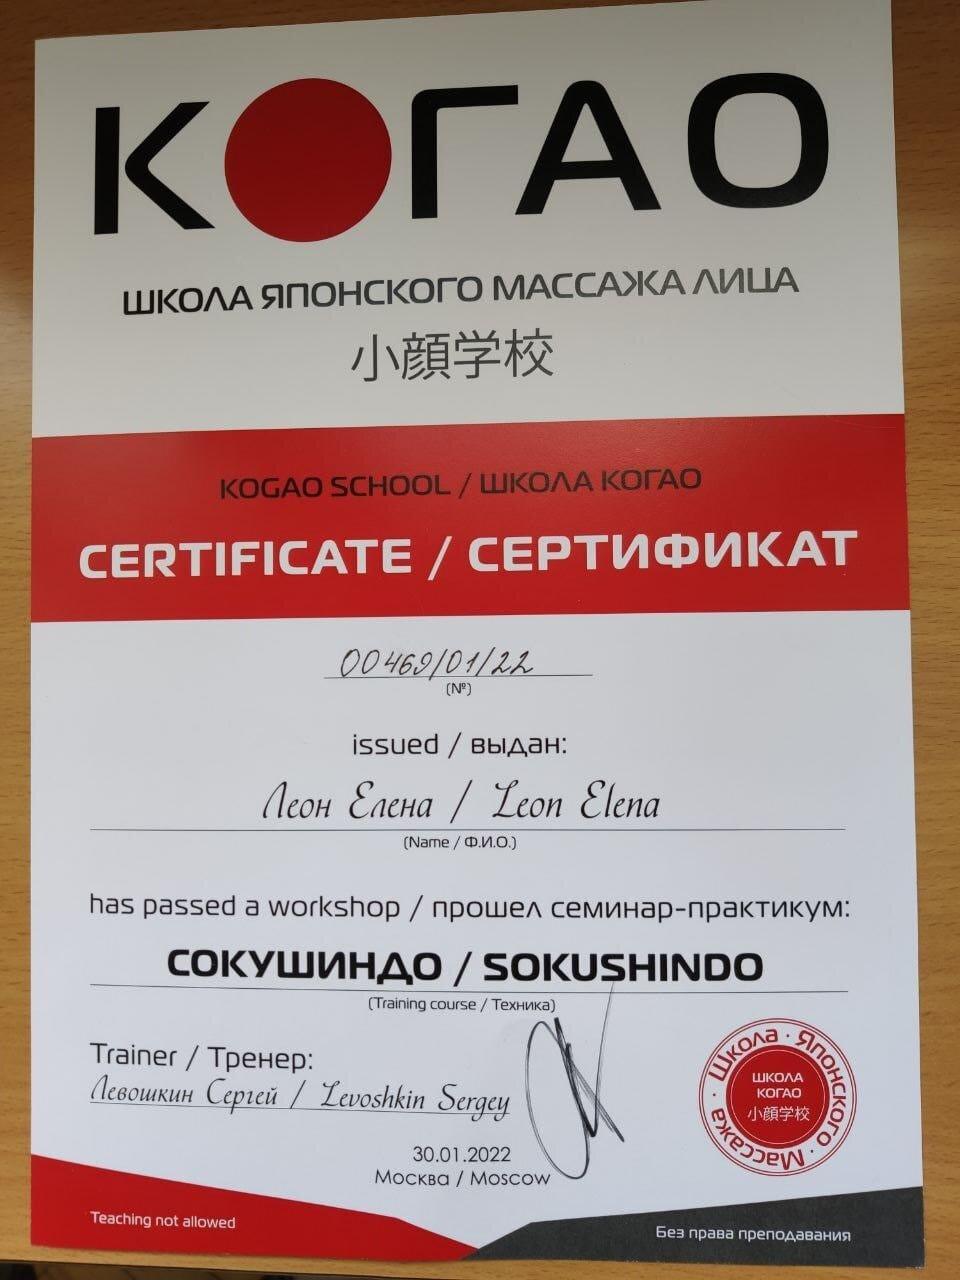 КОГАО
ШКОЛА ЯПОНСКОГО МАССАЖА ЛИЦА
小顔学校
KOGAO SCHOOL / ШКОЛА КОГАО
CERTIFICATE / СЕРТИФИКАТ
00469/01/22
(№)
issued / выдан:
Леон Елена / Leon Elena
(Name / Ф.И.О.)
has passed a workshop / прошел семинар-практикум:
СОКУШИНДО / SOKUSHINDO
(Training course / Техника)
Trainer / Тренер:
Левошкин Сергей / Levoshkin Sergey
30.01.2022
Москва / Moscow
Школа · Японского · Массажа ·
ШКОЛА
КОГАО
小顔学校
Teaching not allowed
Без права преподавания